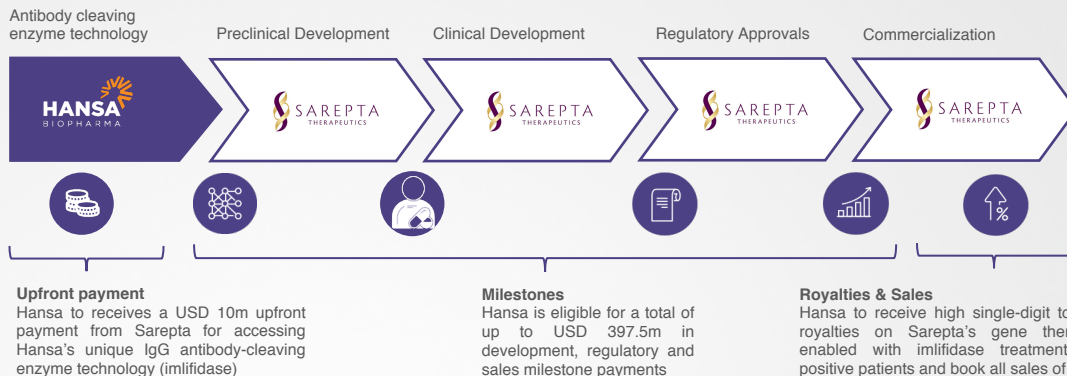 Antibody cleaving
enzyme technology
Preclinical Development
Clinical Development
Regulatory Approvals
Commercialization
HANSA
BIOPHARMA
SAREPTA
THERAPEUTICS
SAREPTA
THERAPEUTICS
SAREPTA
THERAPEUTICS
SAREPTA
THERAPEUTICS
%
Upfront payment
Hansa to receives a USD 10m upfront
payment from Sarepta for accessing
Hansa's unique IgG antibody-cleaving
enzyme technology (imlifidase)
Milestones
Hansa is eligible for a total of
up to USD 397.5m in
development, regulatory and
sales milestone payments
Royalties & Sales
Hansa to receive high single-digit to
royalties on Sarepta's gene ther
enabled with imlifidase treatment
positive patients and book all sales of